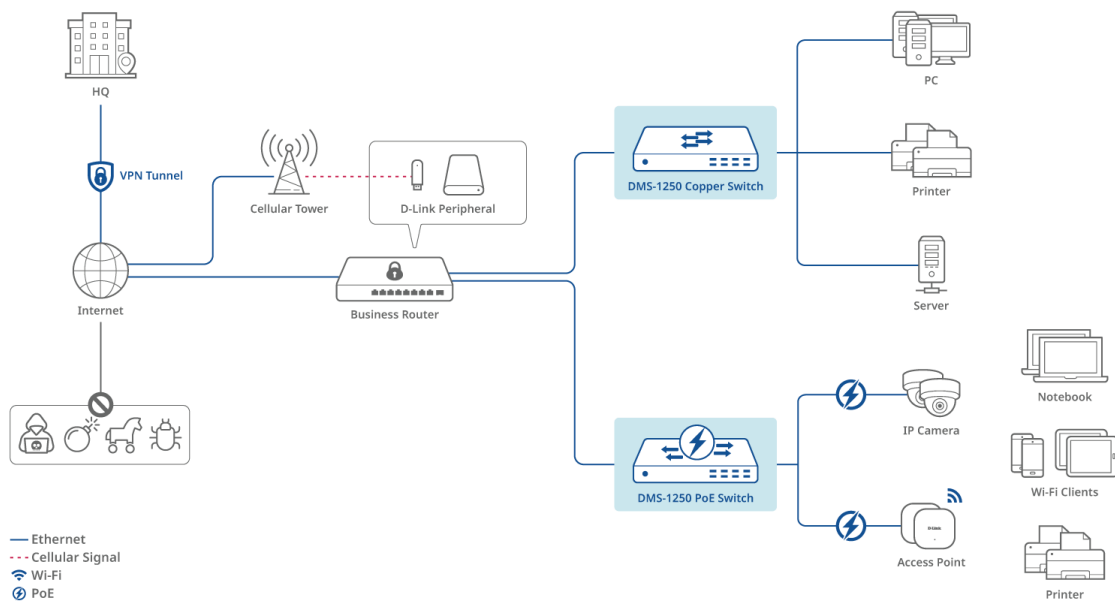 HQ
PC
VPN Tunnel
DMS-1250 Copper Switch
Printer
Cellular Tower
D-Link Peripheral
Internet
Business Router
Server
Notebook
IP Camera
DMS-1250 PoE Switch
Wi-Fi Clients
D-Link
Access Point
Printer
Ethernet
Cellular Signal
Wi-Fi
PoE